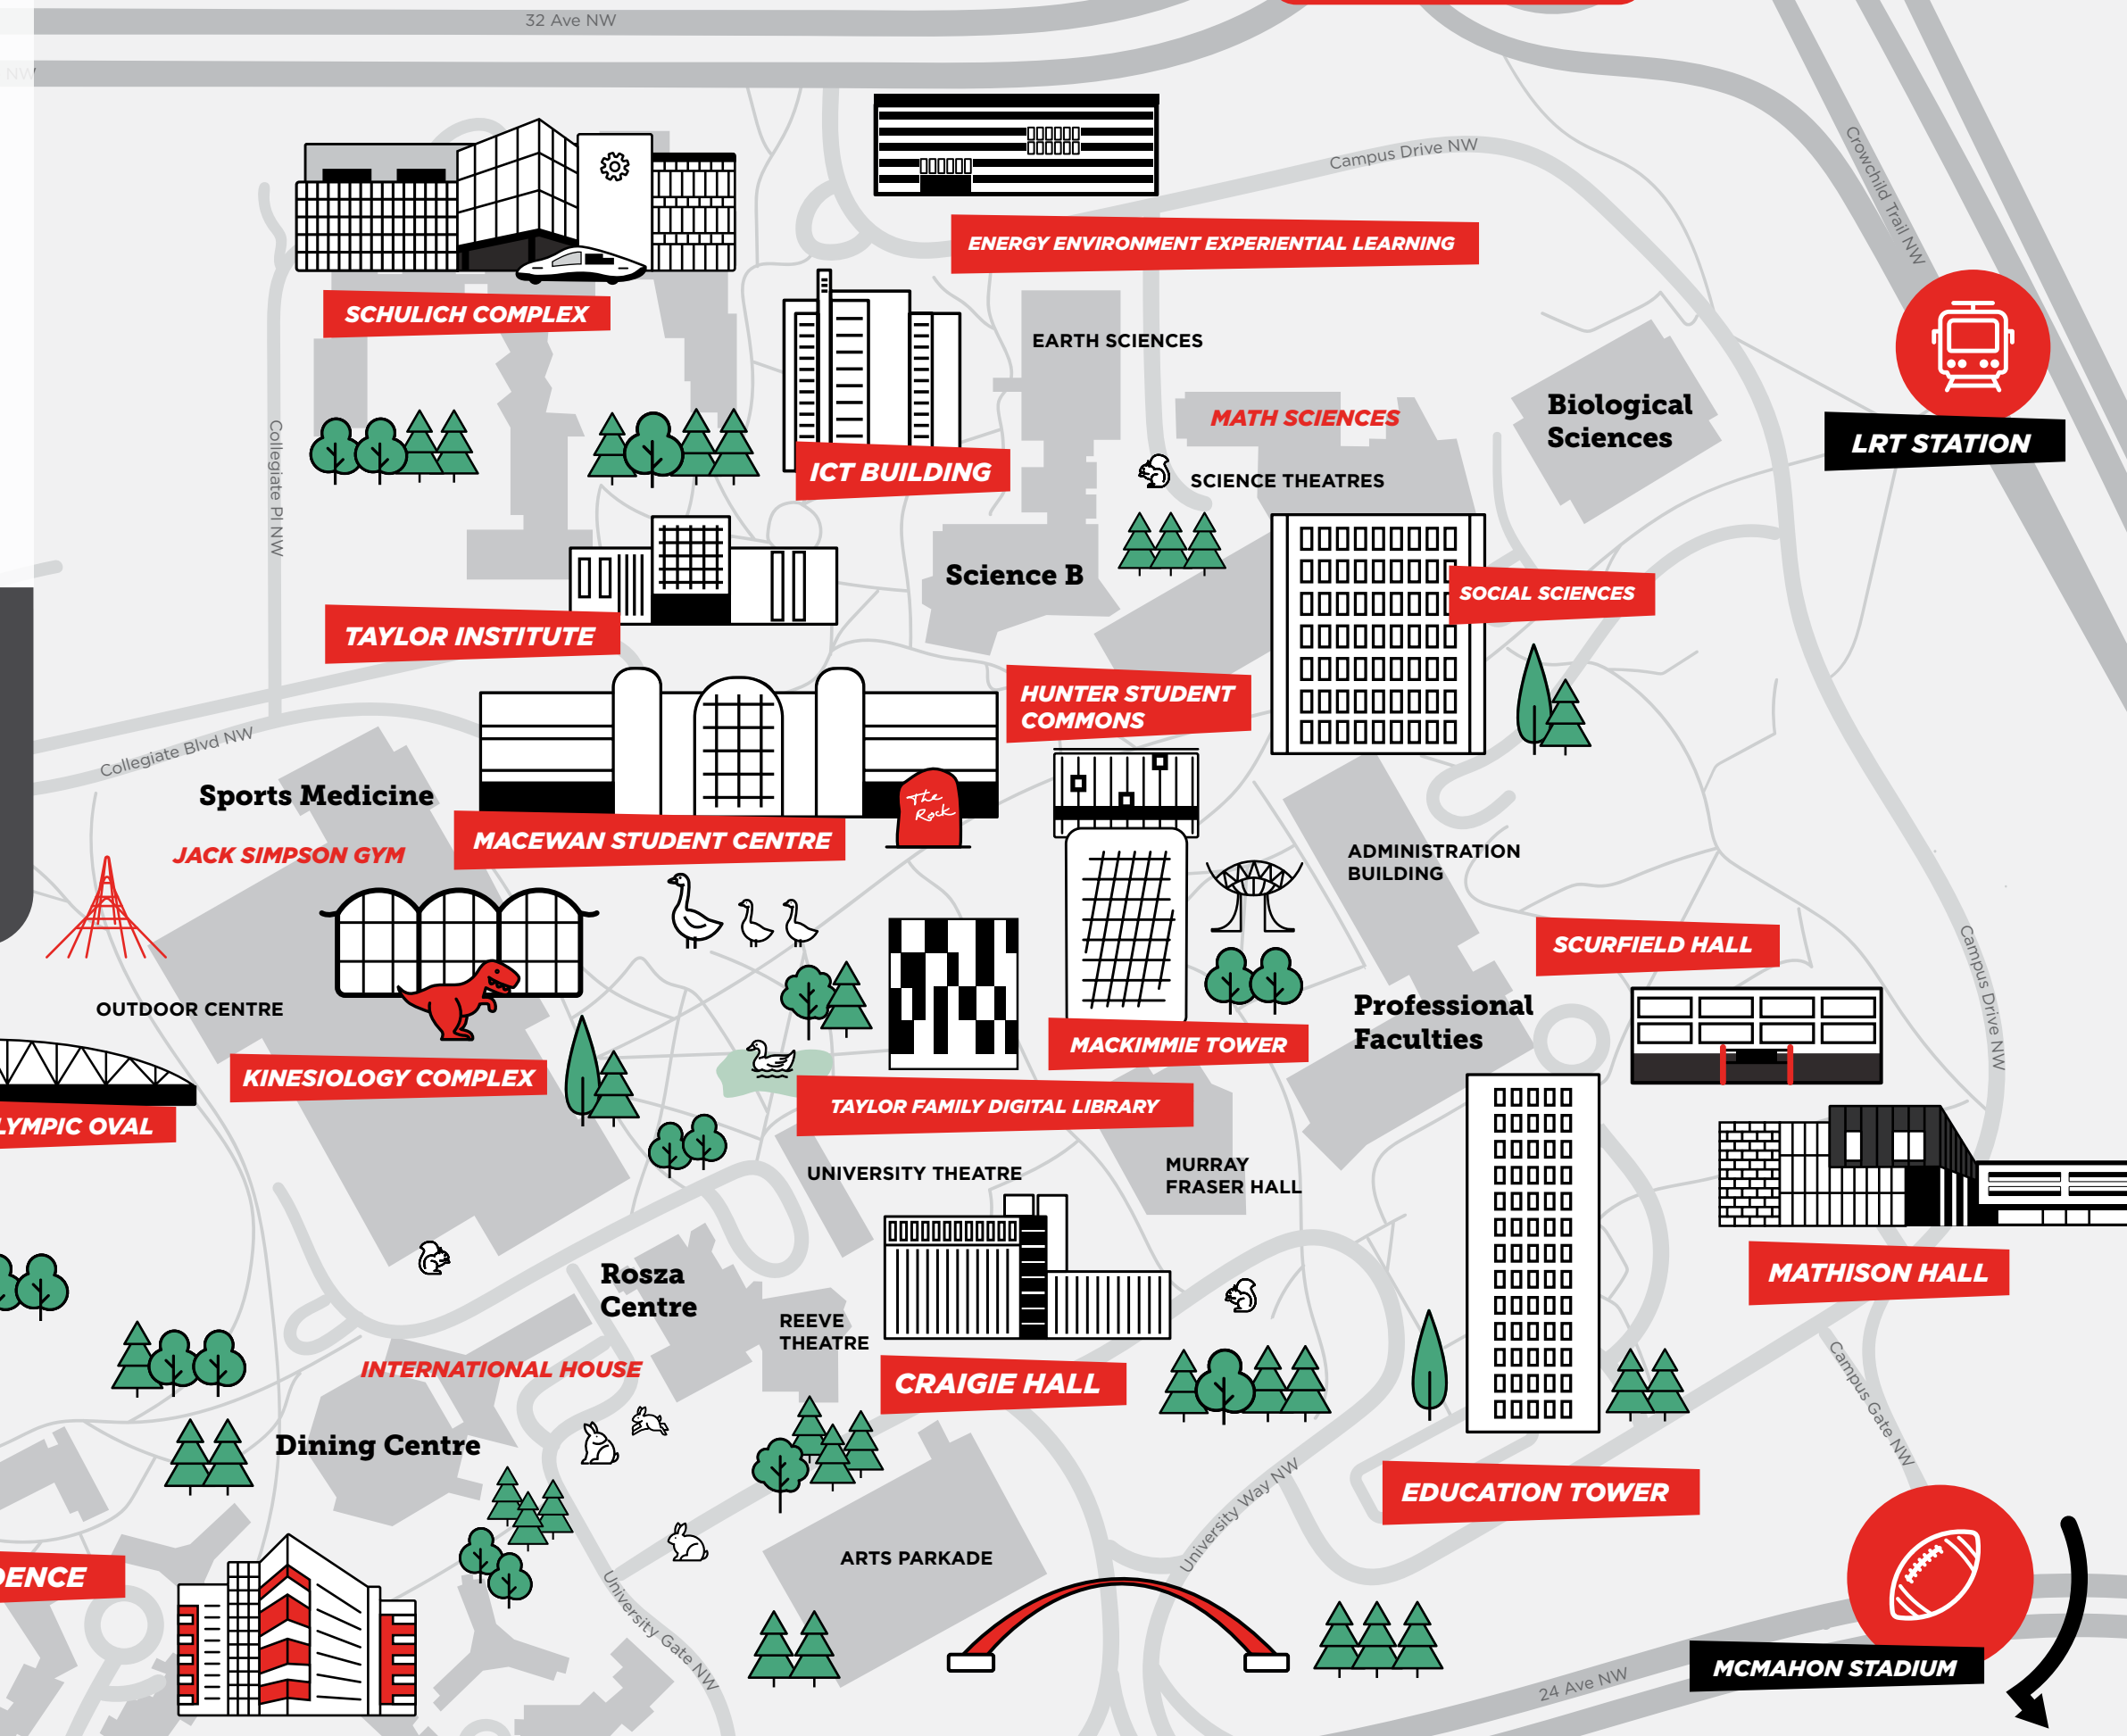 32 Ave NW
NW
Campus Drive NW
Crowchild Trail NW
ENERGY ENVIRONMENT EXPERIENTIAL LEARNING
SCHULICH COMPLEX
EARTH SCIENCES
MATH SCIENCES
Biological
Sciences
LRT STATION
ICT BUILDING
SCIENCE THEATRES
Collegiate Pl NW
Science B
SOCIAL SCIENCES
TAYLOR INSTITUTE
HUNTER STUDENT
COMMONS
Collegiate Blvd NW
Sports Medicine
The
Rock
MACEWAN STUDENT CENTRE
JACK SIMPSON GYM
ADMINISTRATION
BUILDING
SCURFIELD HALL
Campus Drive NW
OUTDOOR CENTRE
Professional
Faculties
MACKIMMIE TOWER
KINESIOLOGY COMPLEX
TAYLOR FAMILY DIGITAL LIBRARY
LYMPIC OVAL
UNIVERSITY THEATRE
MURRAY
FRASER HALL
MATHISON HALL
Rosza
Centre
REEVE
THEATRE
INTERNATIONAL HOUSE
CRAIGIE HALL
Campus Gate NW
Dining Centre
EDUCATION TOWER
University Way NW
ARTS PARKADE
DENCE
University Gate NW
MCMAHON STADIUM
24 Ave NW